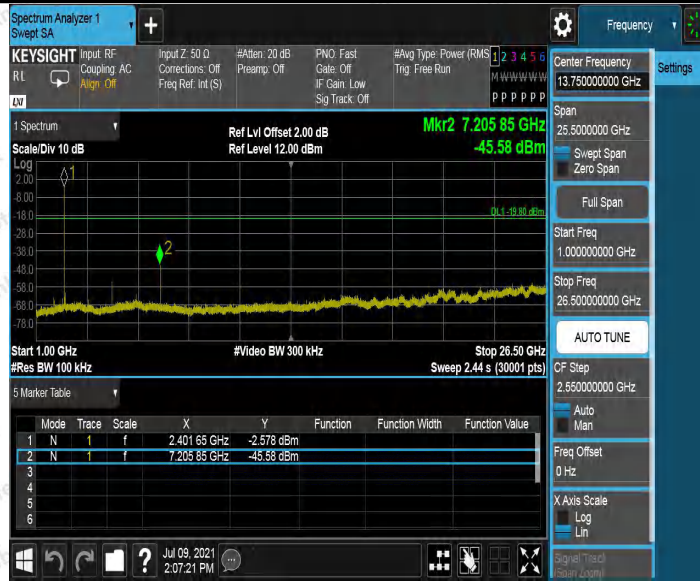 Spectrum Analyzer 1
Swept SA
Frequency
KEYSIGHT
RL
LXI
Input: RF
Coupling: AC
Align: Off
Input Z: 50 Ω
Corrections: Off
Freq Ref: Int (S)
#Atten: 20 dB
Preamp: Off
PNO: Fast
Gate: Off
IF Gain: Low
Sig Track: Off
#Avg Type: Power (RMS
Trig: Free Run
1 2 3 4 5 6
M W W W W W
P P P P P P
Center Frequency
13.750000000 GHz
Settings
Span
25.5000000 GHz
Swept Span
Zero Span
Full Span
Start Freq
1.000000000 GHz
Stop Freq
26.500000000 GHz
AUTO TUNE
CF Step
2.550000000 GHz
Auto
Man
Freq Offset
0 Hz
X Axis Scale
Log
Lin
Signal Track
(Span Zoom)
1 Spectrum
Scale/Div 10 dB
Ref Lvl Offset 2.00 dB
Ref Level 12.00 dBm
Mkr2 7.205 85 GHz
-45.58 dBm
Log
2.00
-8.00
-18.0
-28.0
-38.0
-48.0
-58.0
-68.0
-78.0
1
2
DL1 -19.80 dBm
Start 1.00 GHz
#Res BW 100 kHz
#Video BW 300 kHz
Stop 26.50 GHz
Sweep 2.44 s (30001 pts)
5 Marker Table
Mode Trace Scale X Y Function Function Width Function Value
1 N 1 f 2.401 65 GHz -2.578 dBm
2 N 1 f 7.205 85 GHz -45.58 dBm
3
4
5
6
?
Jul 09, 2021
2:07:21 PM